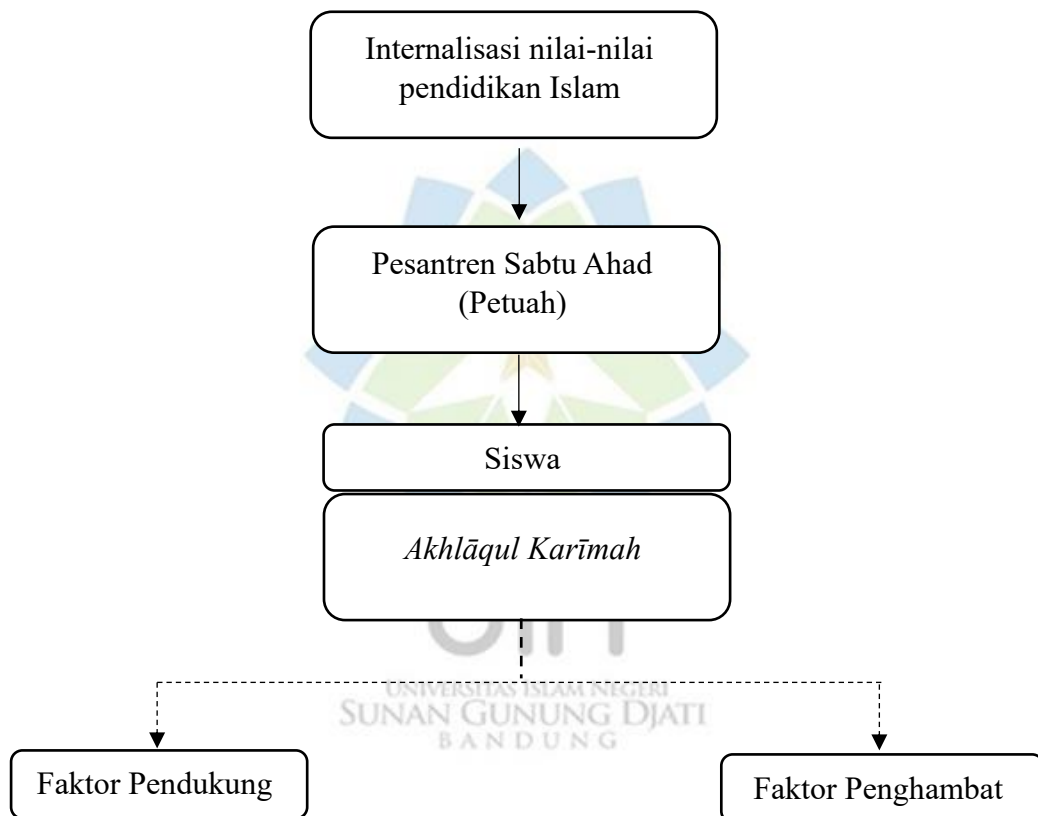 Internalisasi nilai-nilai
pendidikan Islam
Pesantren Sabtu Ahad
(Petuah)
Siswa
Akhlāqul Karīmah
uin
UNIVERSITAS ISLAM NEGERI
SUNAN GUNUNG DJATI
BANDUNG
Faktor Pendukung
Faktor Penghambat